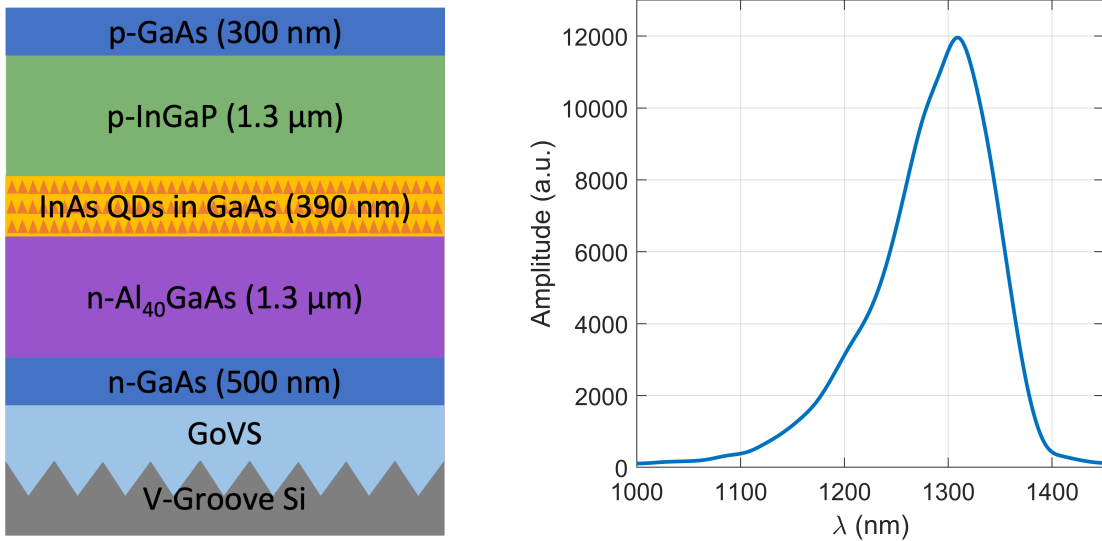 p-GaAs (300 nm)
p-InGaP (1.3 μm)
InAs QDs in GaAs (390 nm)
n-Al₄₀GaAs (1.3 μm)
n-GaAs (500 nm)
GoVS
V-Groove Si
Amplitude (a.u.)
12000
10000
8000
6000
4000
2000
0
1000 1100 1200 1300 1400
λ (nm)